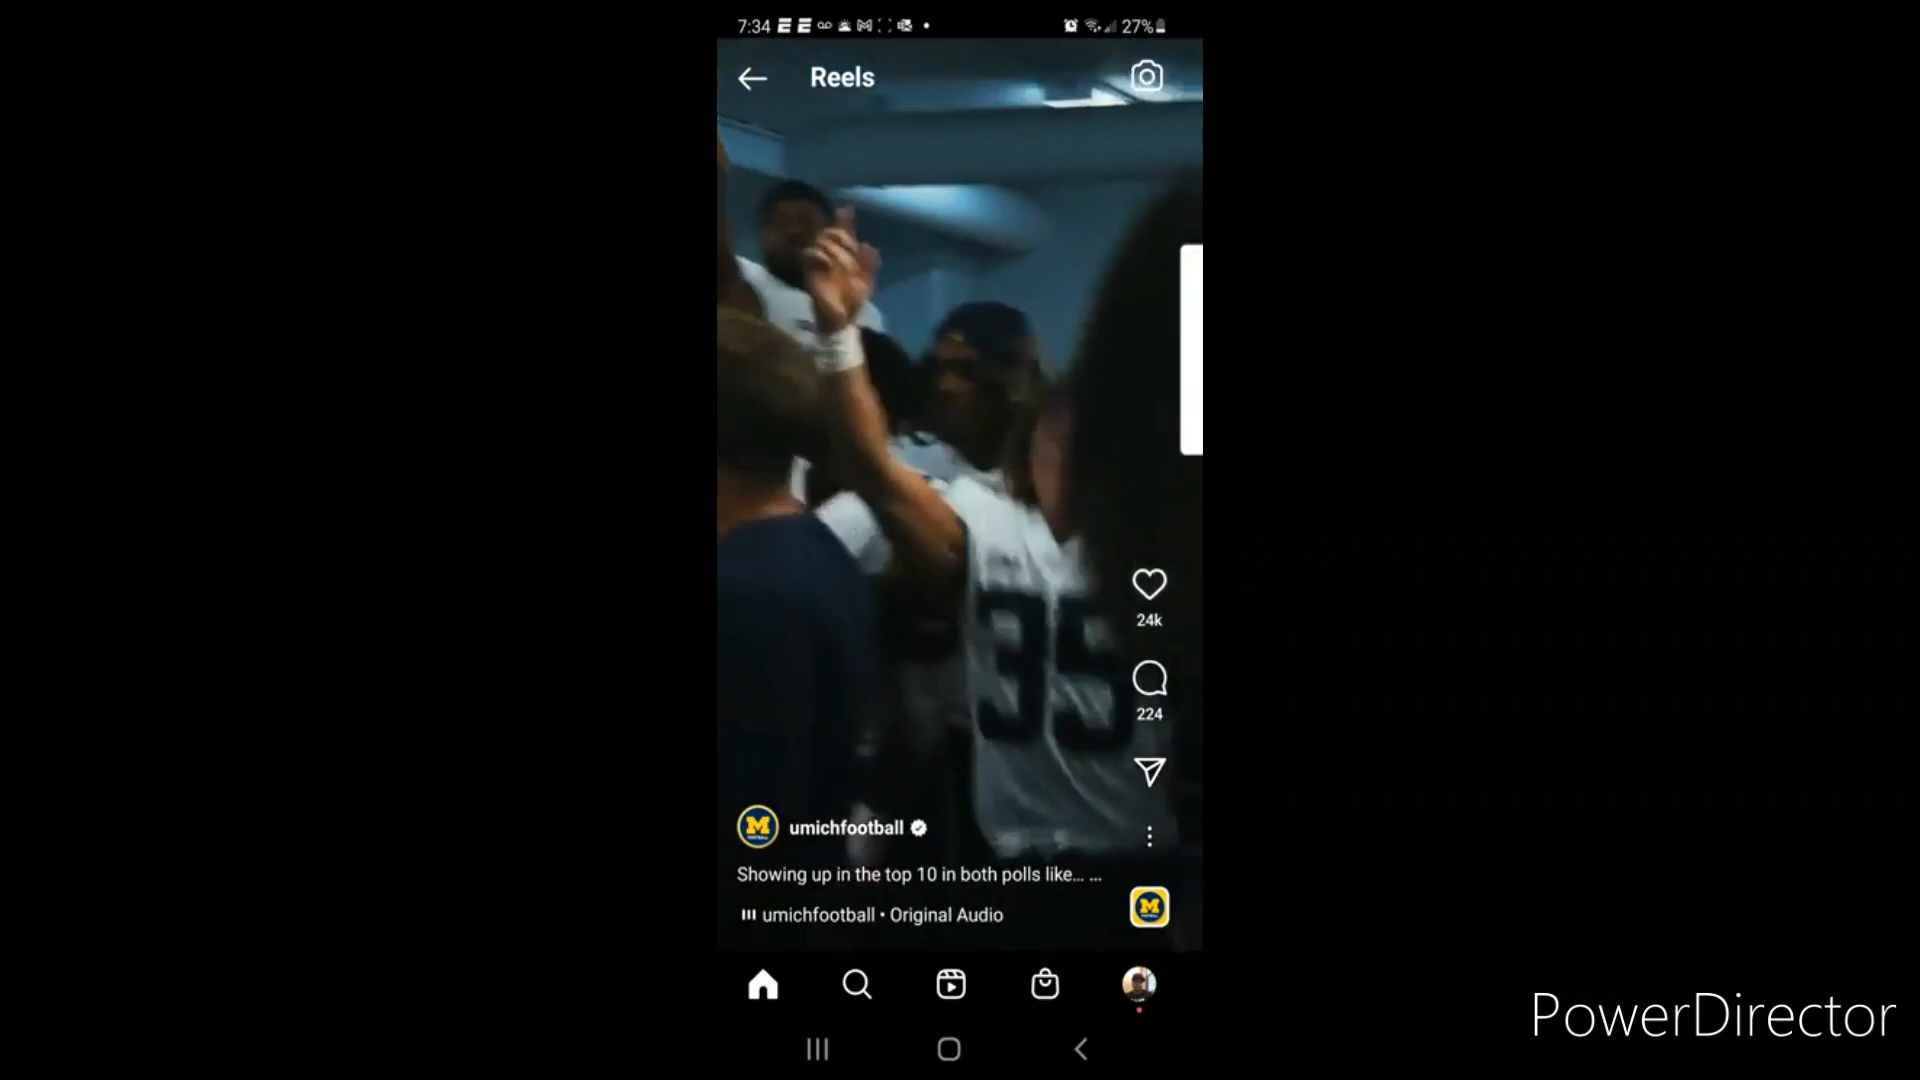 7:34
27%
Reels
35
24k
224
M
umichfootball
Showing up in the top 10 in both polls like... ...
umichfootball • Original Audio
M
PowerDirector